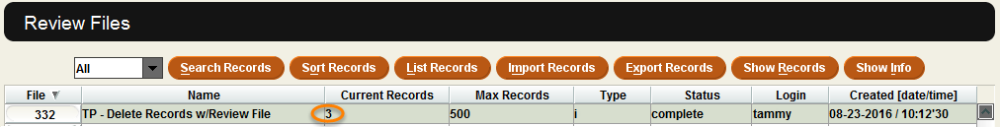 Review Files
All Search Records Sort Records List Records Import Records Export Records Show Records Show Info
File Name Current Records Max Records Type Status Login Created [date/time]
332 TP - Delete Records w/Review File 3 500 i complete tammy 08-23-2016 / 10:12'30